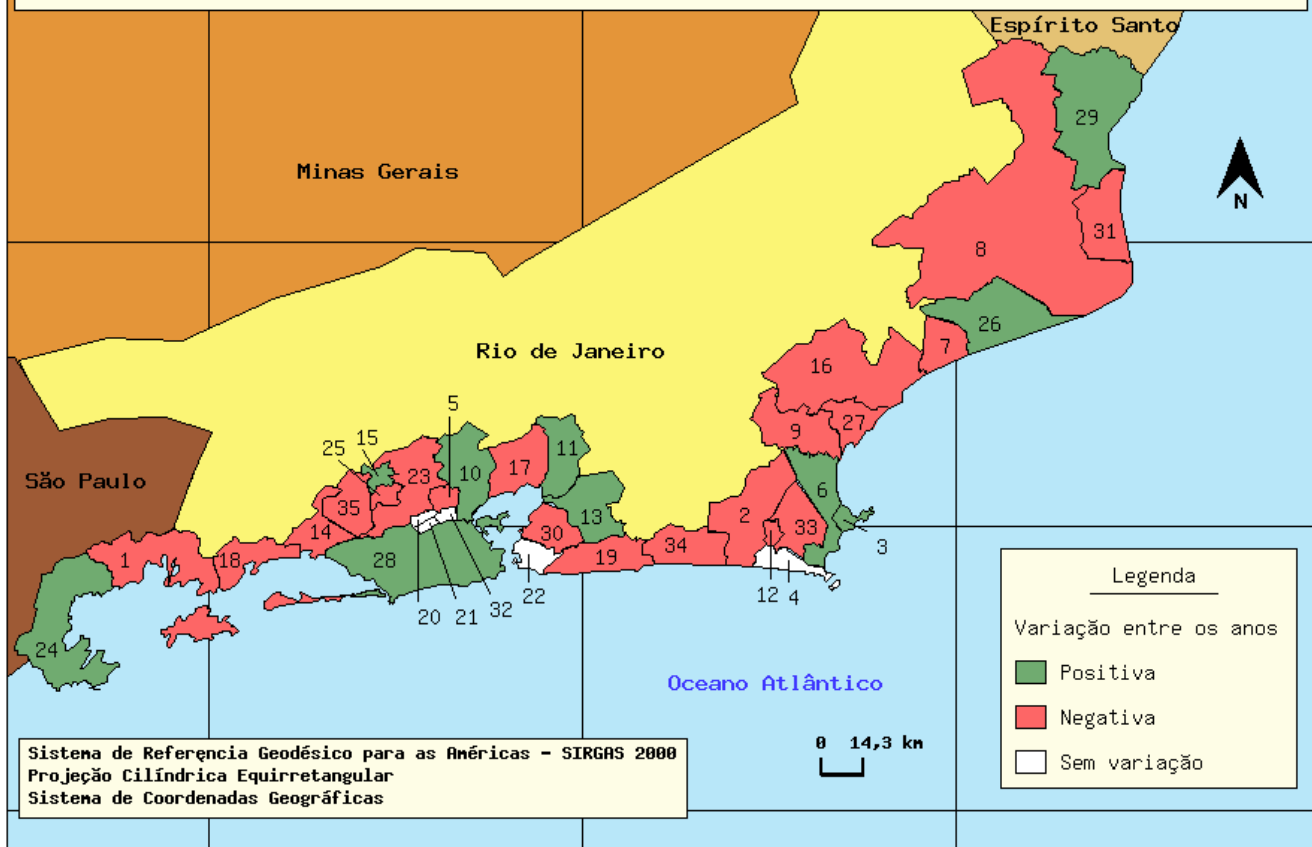 Espírito Santo
29
Minas Gerais
N
31
8
26
Rio de Janeiro
7
16
5
15
27
25
11
9
23
10
17
São Paulo
6
35
13
2
14
30
33
1
18
28
19
34
3
22
12
4
20
21
32
24
Legenda
Variação entre os anos
Positiva
Negativa
Sem variação
Oceano Atlântico
0 14,3 km
Sistema de Referencia Geodésico para as Américas - SIRGAS 2000
Projeção Cilíndrica Equirretangular
Sistema de Coordenadas Geográficas